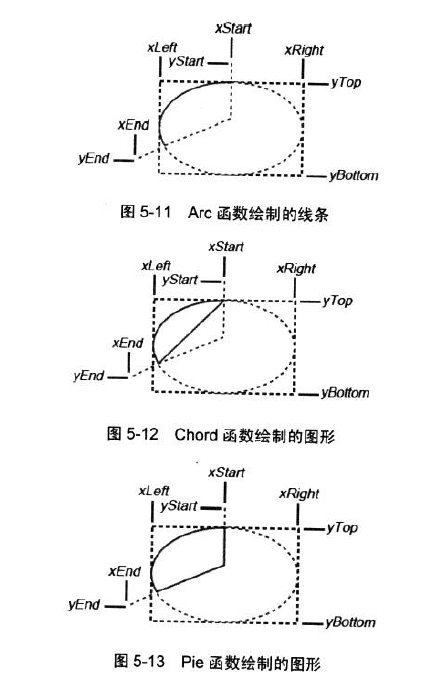 xStart
xLeft
xRight
yStart
yTop
xEnd
yEnd
yBottom
图 5-11 Arc 函数绘制的线条
xStart
xLeft
xRight
yStart
yTop
xEnd
yEnd
yBottom
图 5-12 Chord 函数绘制的图形
xStart
xLeft
xRight
yStart
yTop
xEnd
yEnd
yBottom
图 5-13 Pie 函数绘制的图形